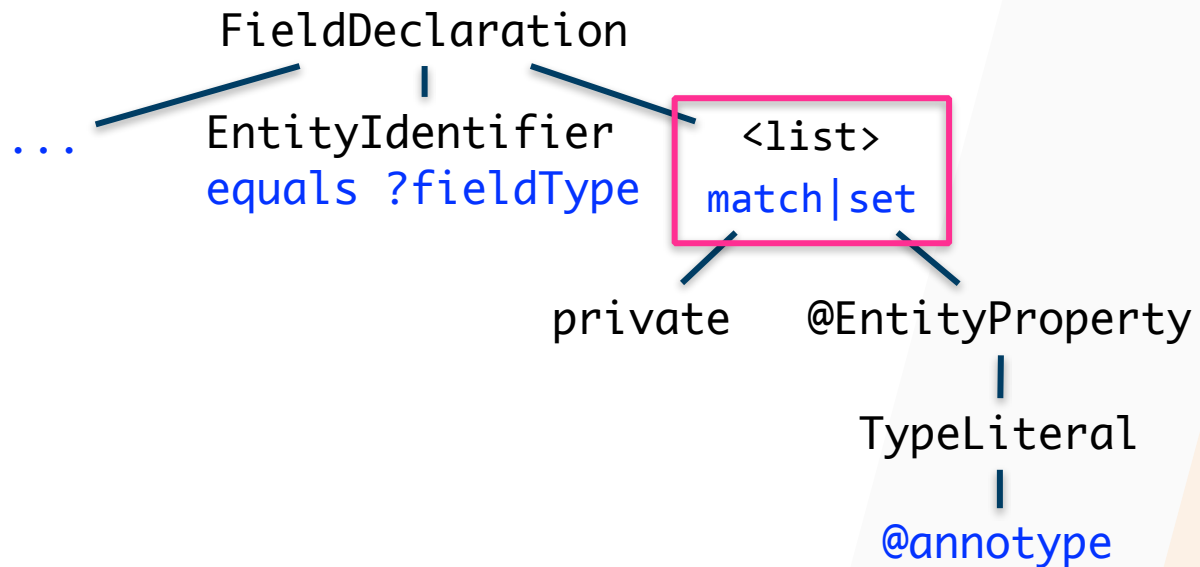 FieldDeclaration
...
EntityIdentifier
equals ?fieldType
<list>
match|set
private
@EntityProperty
TypeLiteral
@annotype